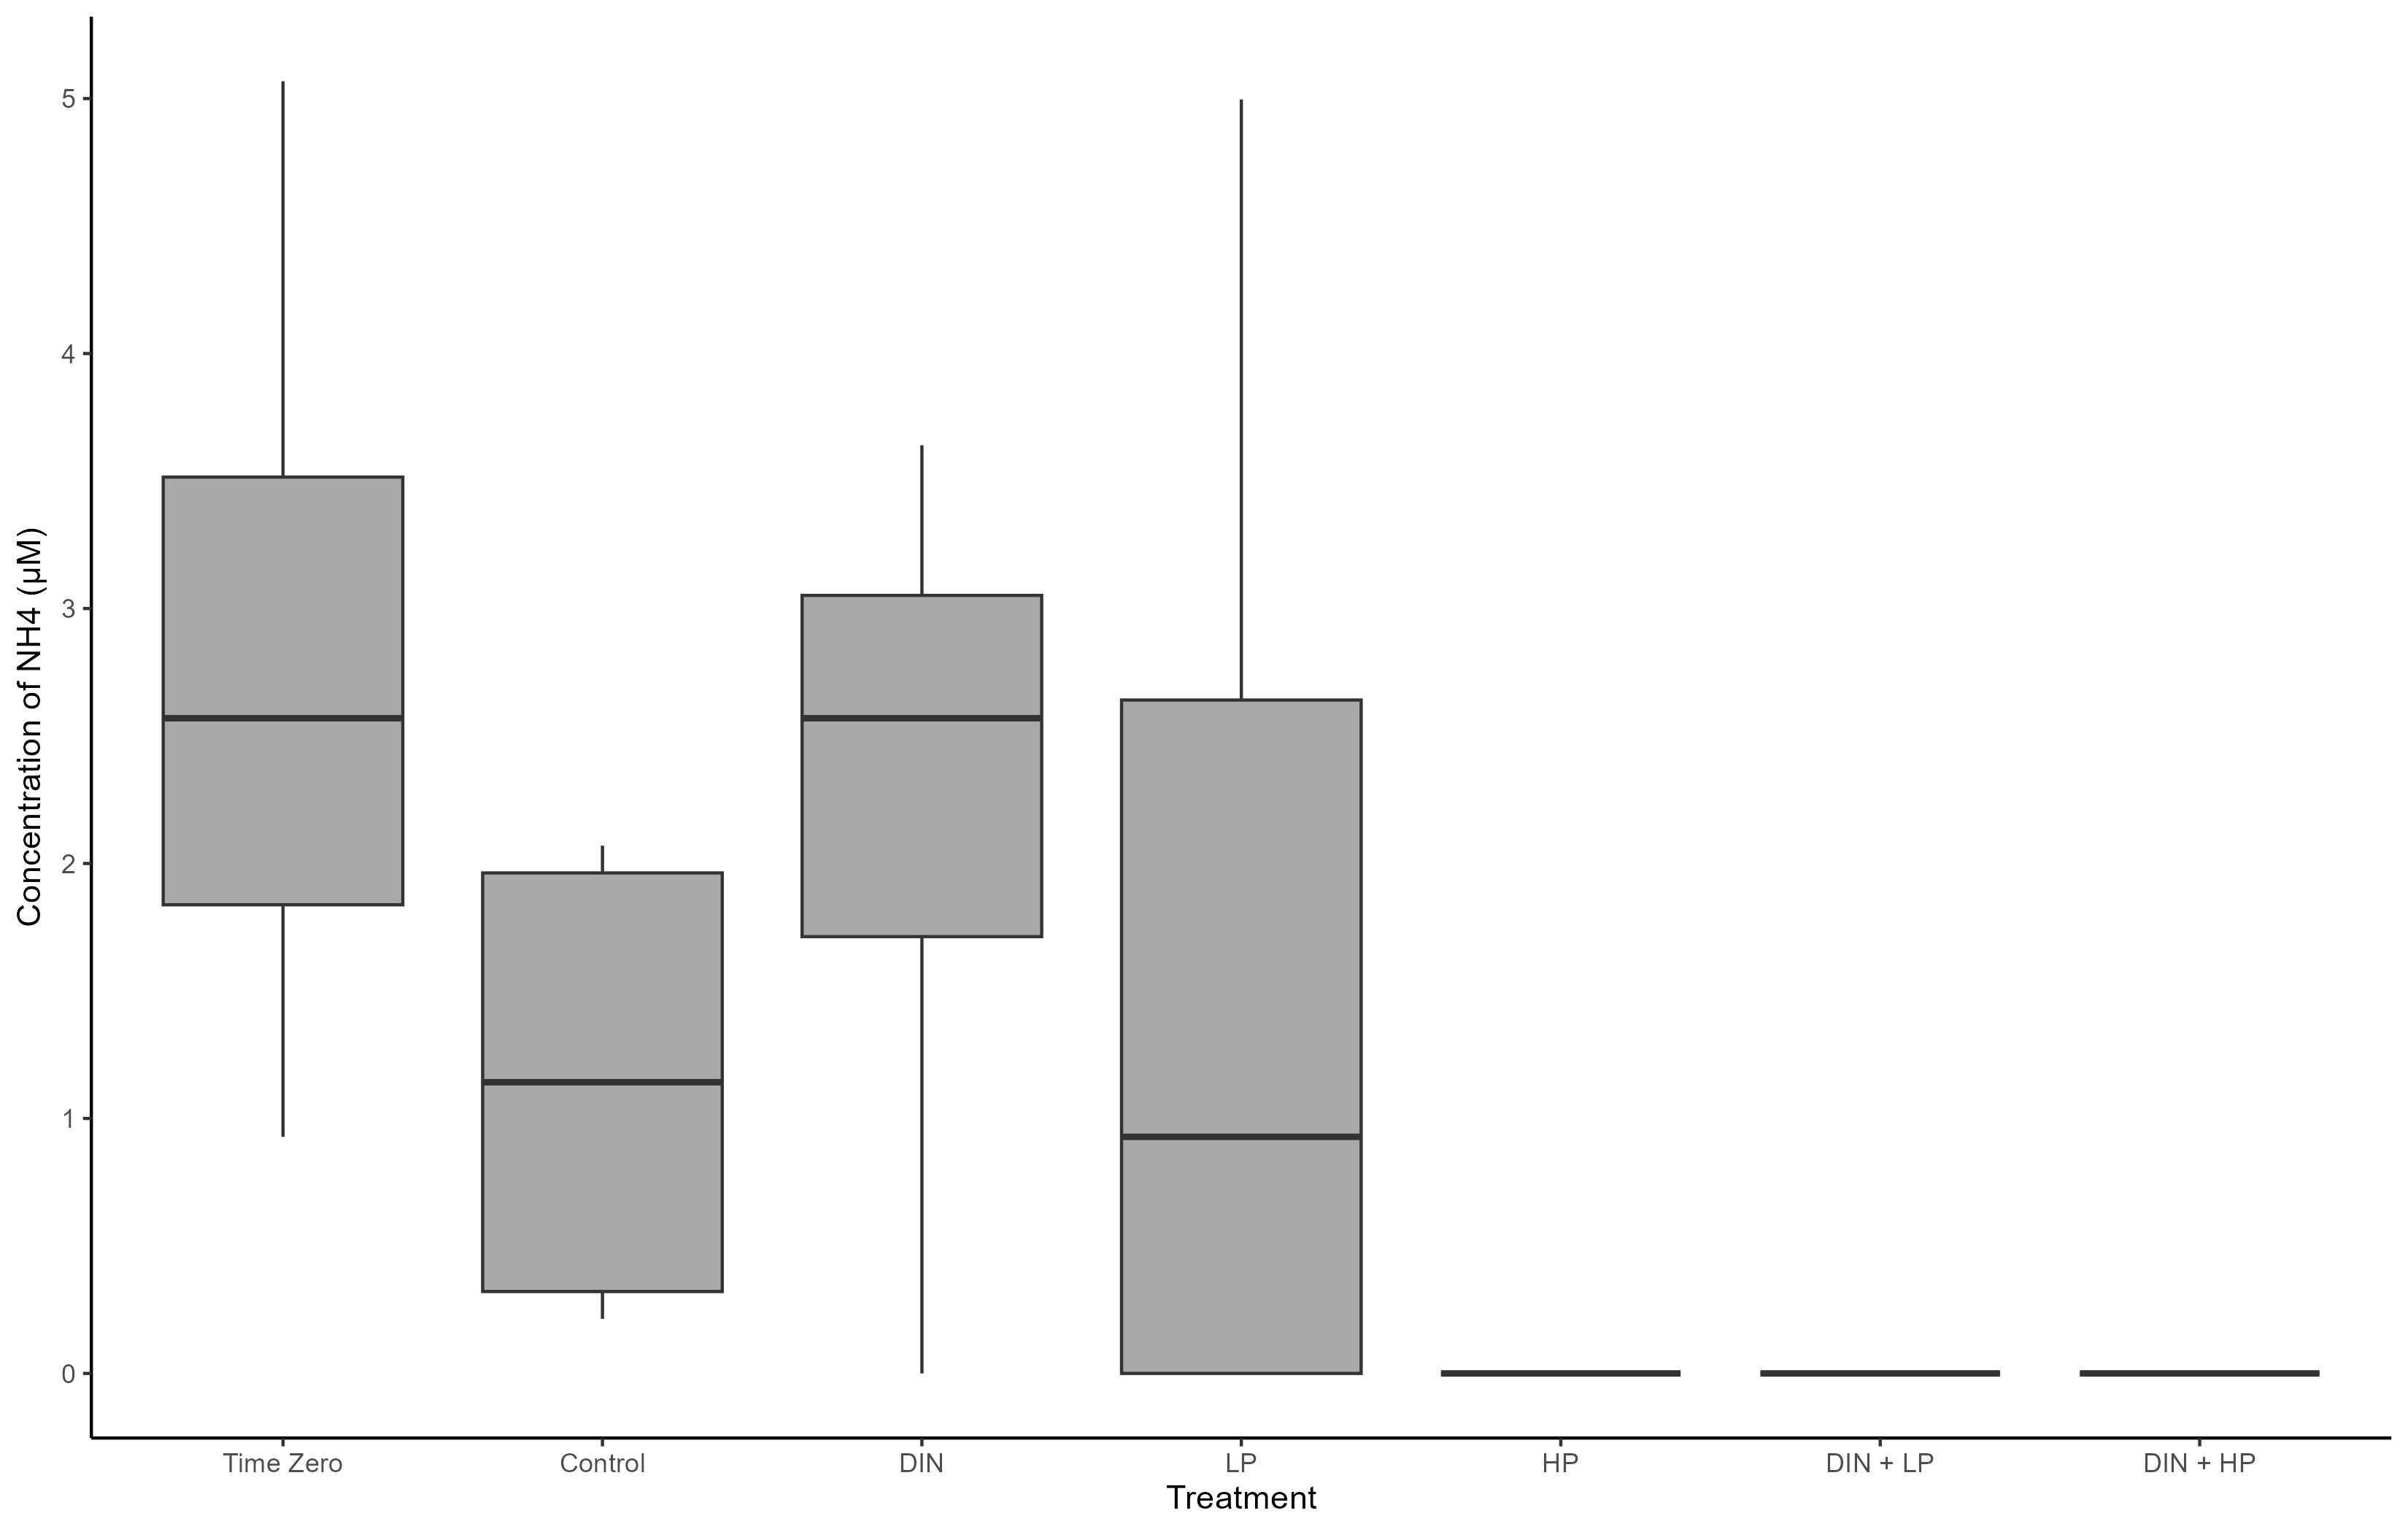 Concentration of NH4 (µM)
5
4
3
2
1
0
Time Zero Control DIN LP HP DIN + LP DIN + HP
Treatment